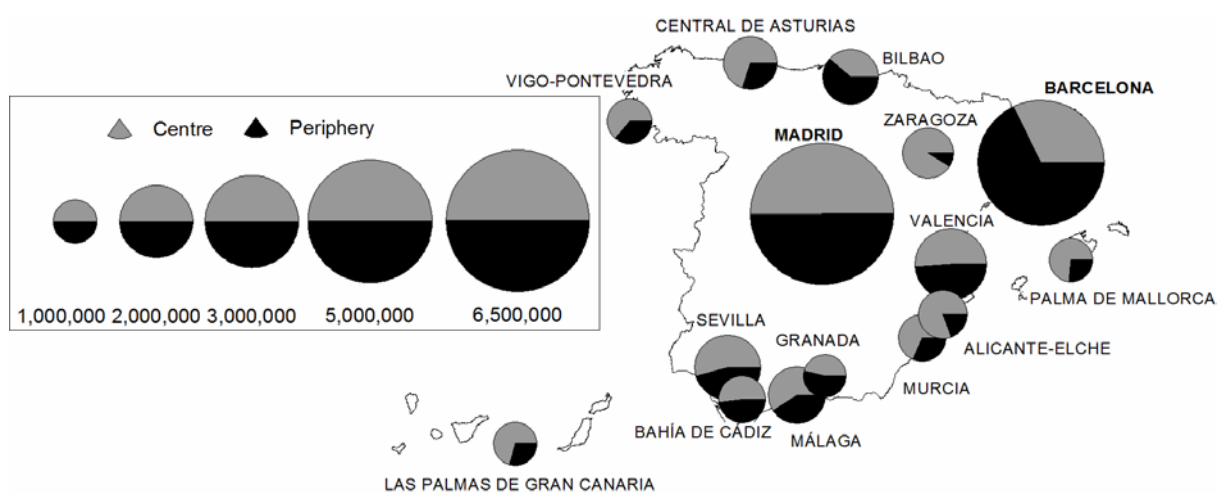 CENTRAL DE ASTURIAS
BILBAO
VIGO-PONTEVEDRA
BARCELONA
Centre Periphery
ZARAGOZA
MADRID
VALENCIA
1,000,000 2,000,000 3,000,000 5,000,000 6,500,000
PALMA DE MALLORCA
SEVILLA
GRANADA
ALICANTE-ELCHE
MURCIA
BAHÍA DE CÁDIZ
MÁLAGA
LAS PALMAS DE GRAN CANARIA